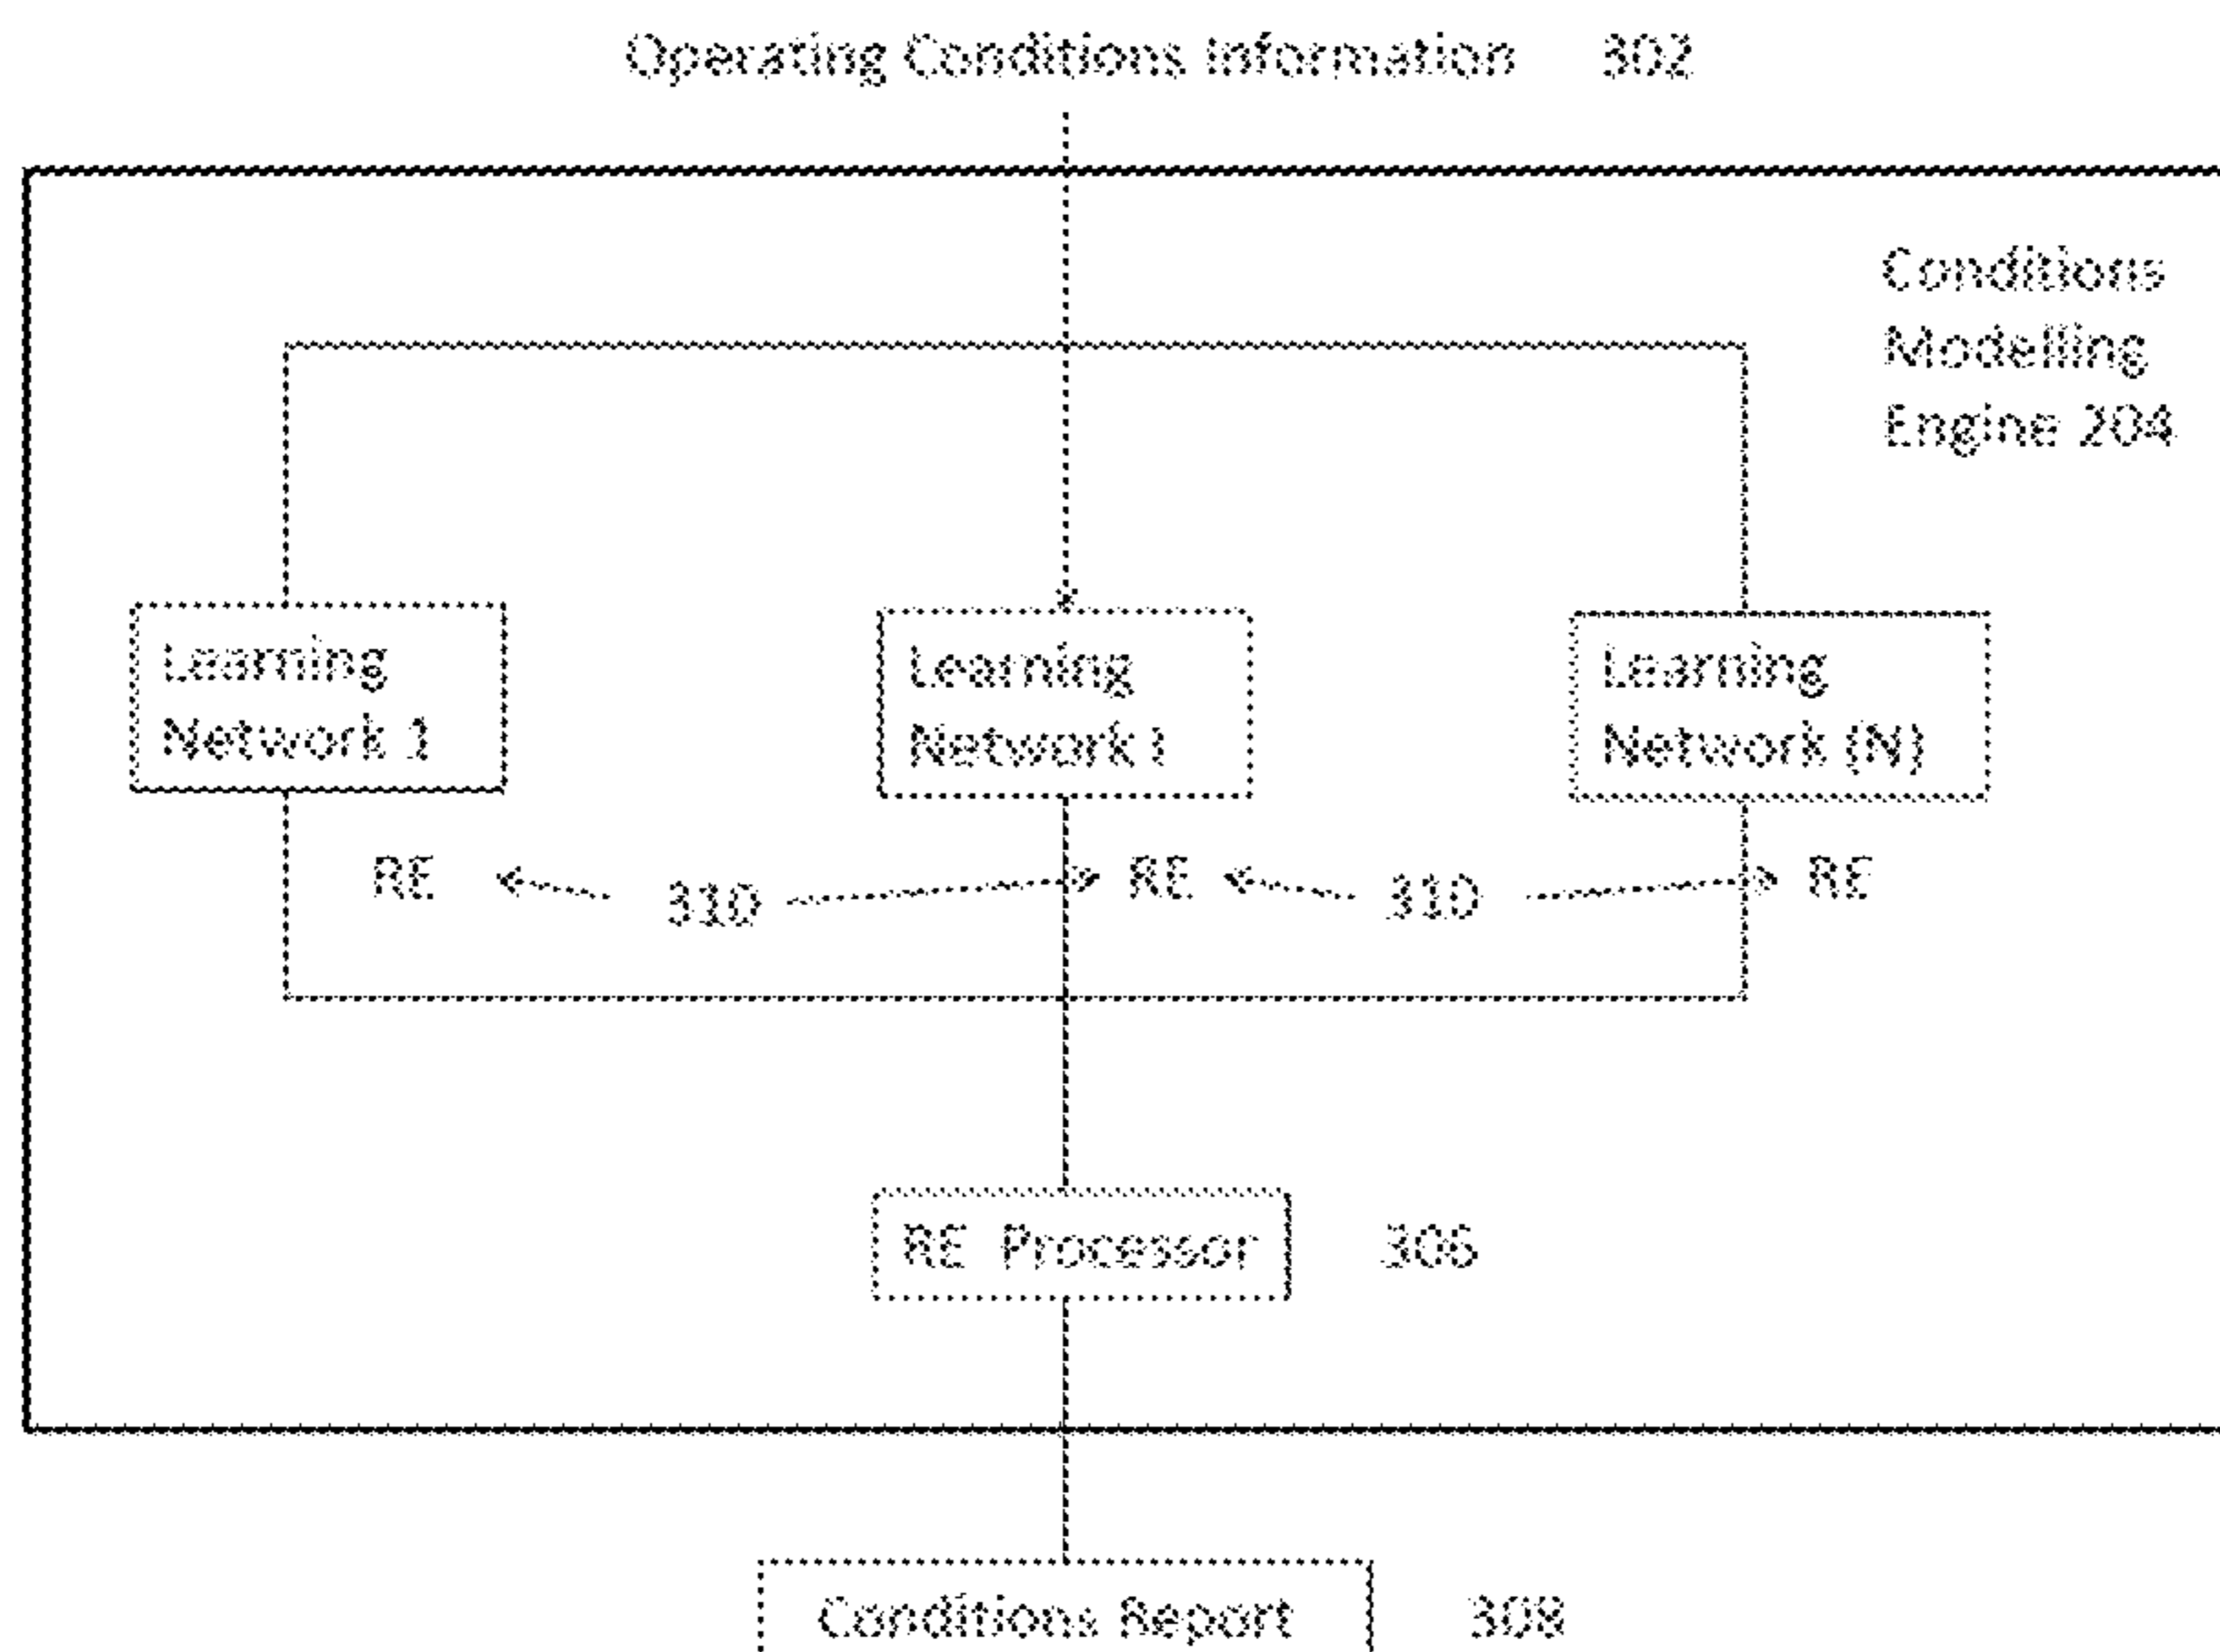 Operating Conditions Information 302
Conditions
Modelling
Engine 204
Learning
Network 1
Learning
Network I
Learning
Network (N)
RE
310
RE
310
RE
RE Processor 306
Conditions Report 308